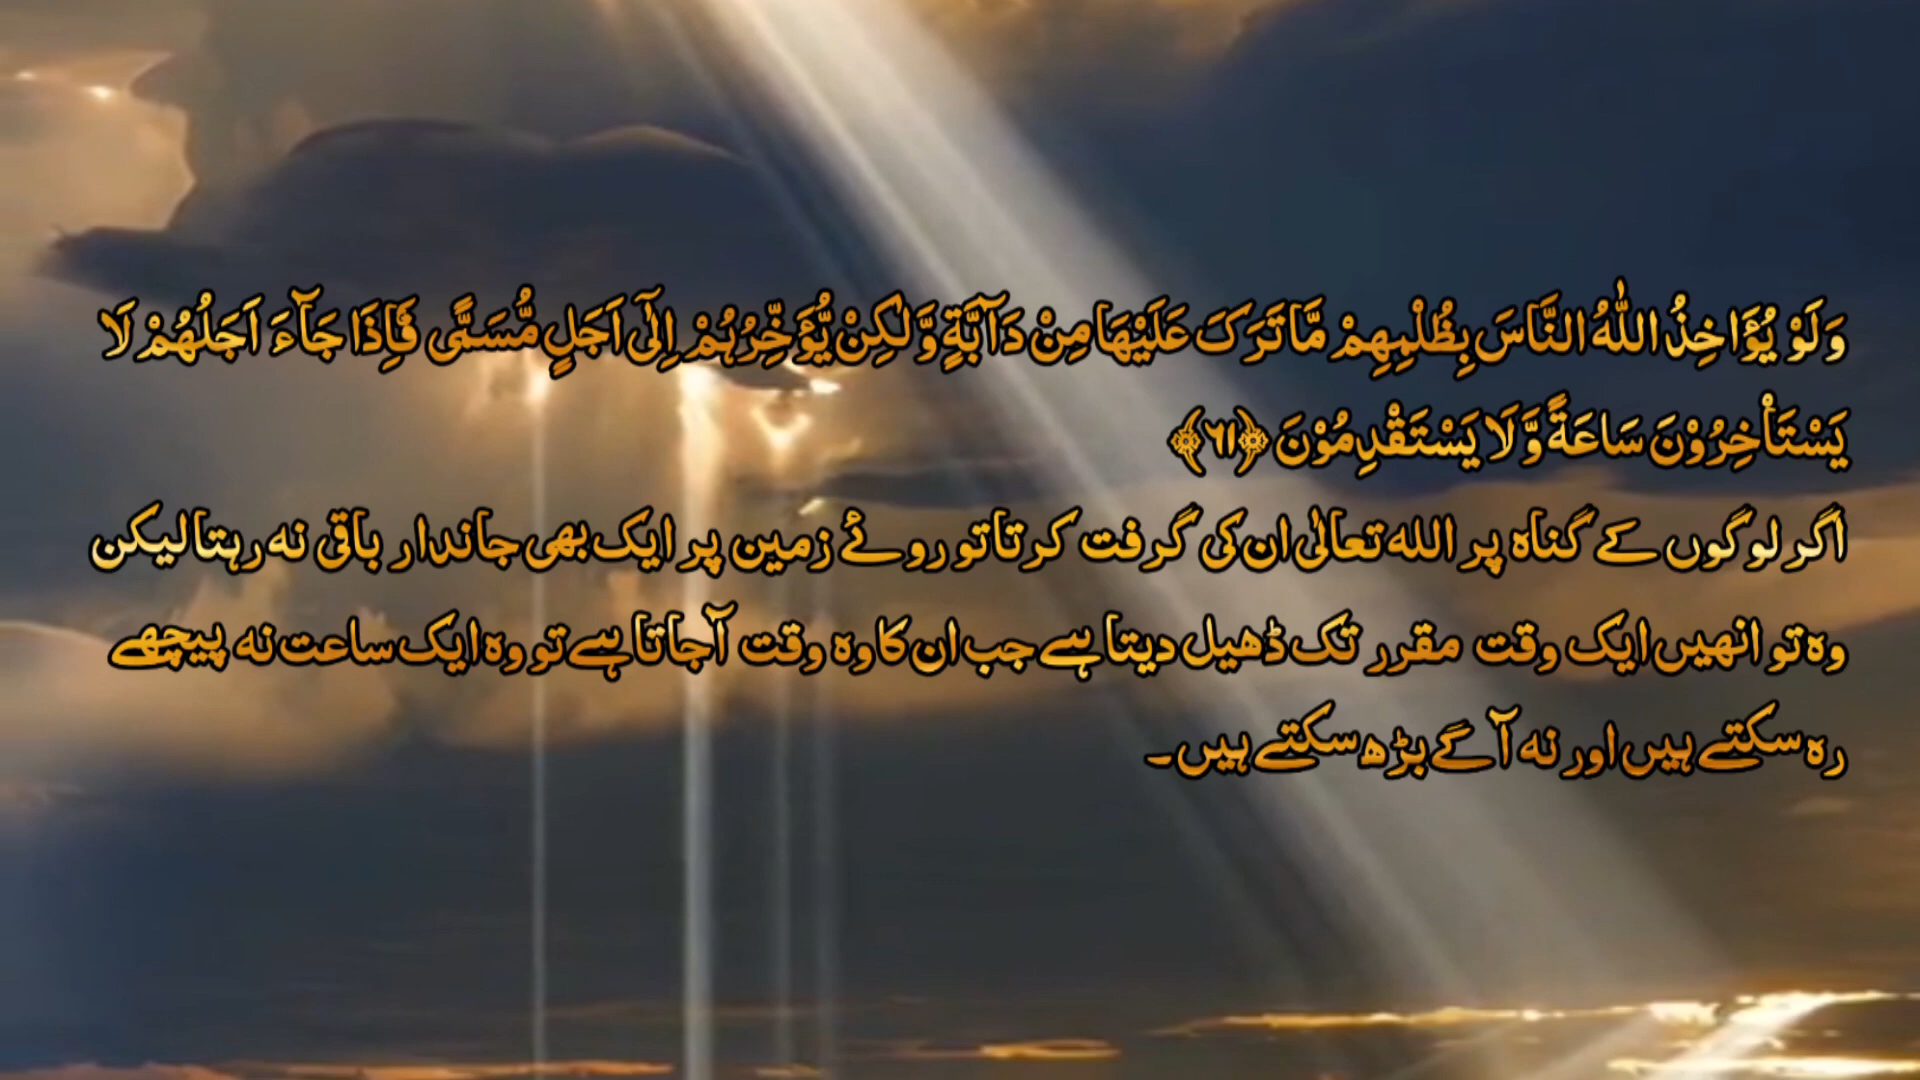 وَلَوْ يُؤَاخِذُ اللّٰهُ النَّاسَ بِظُلْمِهِمْ مَّا تَرَكَ عَلَيْهَا مِنْ دَآبَّةٍ وَّلٰكِنْ يُّؤَخِّرُهُمْ اِلٰۤى اَجَلٍ مُّسَمًّى فَاِذَا جَآءَ اَجَلُهُمْ لَا
يَسْتَاْخِرُوْنَ سَاعَةً وَّلَا يَسْتَقْدِمُوْنَ ﴿٦١﴾
اگر لوگوں کے گناہ پر الله تعالیٰ ان کی گرفت کرتا تو روئے زمین پر ایک بھی جاندار باقی نہ رہتا لیکن
وہ تو انھیں ایک وقت مقرر تک ڈھیل دیتا ہے جب ان کا وہ وقت آجاتا ہے تو وہ ایک ساعت نہ پیچھے
رہ سکتے ہیں اور نہ آگے بڑھ سکتے ہیں۔